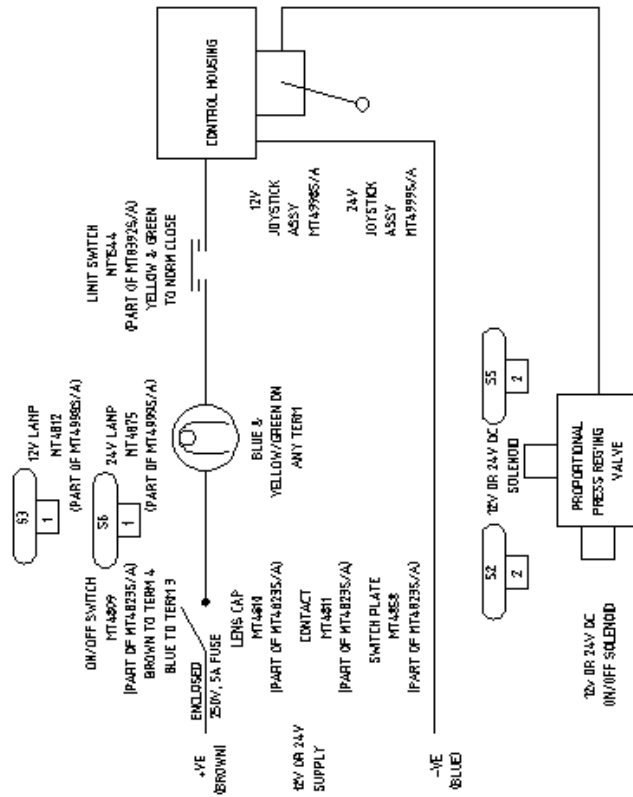 CONTROL HOUSING
LIMIT SWITCH
(PART OF MT83926/A)
YELLOW & GREEN
TO NORM CLOSE
12V
JOYSTICK
ASSY
MT4998S/A
24V
JOYSTICK
ASSY
MT4999S/A
S3
1
12V LAMP
MT4812
(PART OF MT4998S/A)
S6
1
24V LAMP
MT4875
(PART OF MT4999S/A)
BLUE &
YELLOW/GREEN ON
ANY TERM
ON/OFF SWITCH
MT4809
(PART OF MT4823S/A)
BROWN TO TERM 4
BLUE TO TERM 3
ENCLOSED
250V, 5A FUSE
LENS CAP
MT4810
(PART OF MT4823S/A)
CONTACT
MT4811
(PART OF MT4823S/A)
SWITCH PLATE
MT4858
(PART OF MT4823S/A)
+VE
(BROWN)
12V OR 24V
SUPPLY
-VE
(BLUE)
S5
2
12V OR 24V DC
SOLENOID
S2
2
PROPORTIONAL
PRESS REG'ING
VALVE
12V OR 24V DC
ON/OFF SOLENOID